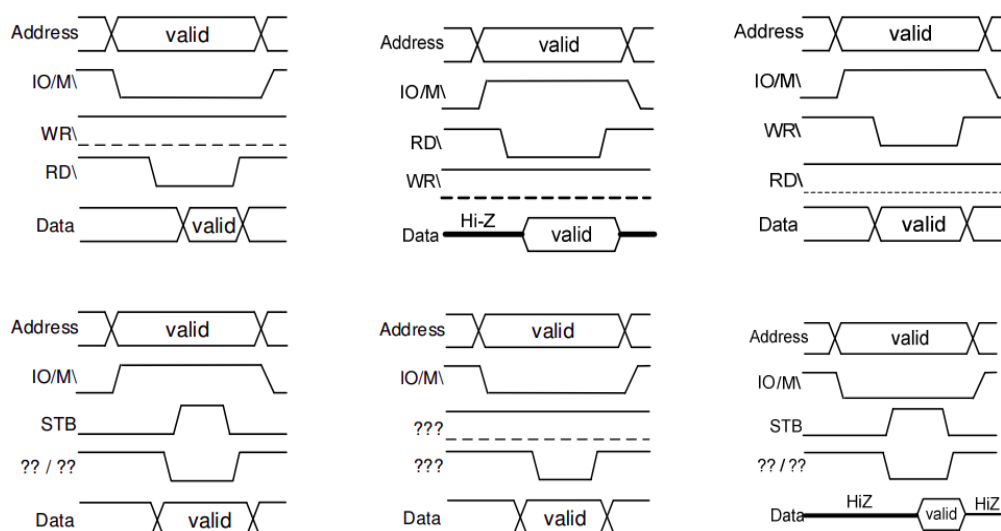 Address valid
IO/M\
WR\
RD\
Data valid
Address valid
IO/M\
RD\
WR\
Hi-Z
Data valid
Address valid
IO/M\
WR\
RD\
Data valid
Address valid
IO/M\
STB
?? / ??
Data valid
Address valid
IO/M\
???
???
Data valid
Address valid
IO/M\
STB
?? / ??
Data HiZ valid HiZ